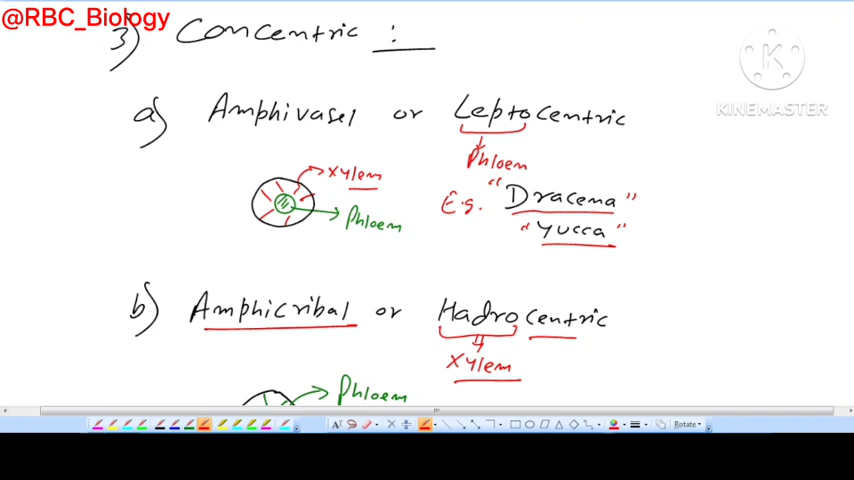 @RBC_Biology
3) Concentric :
KINEMASTER
a) Amphivasel or Leptocentric
Phloem
xylem
Phloem
E.g. "Dracena"
"Yucca"
b) Amphicribal or Hadrocentric
Xylem
Phloem
Rotate